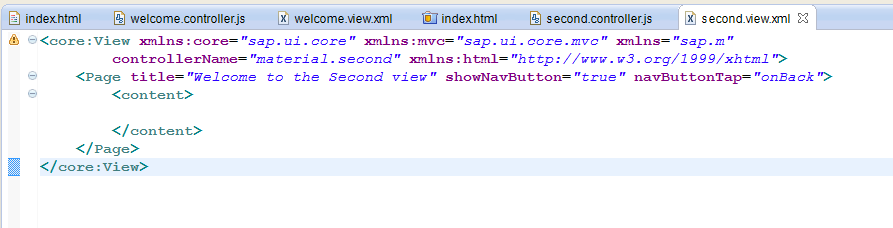 index.html welcome.controller.js welcome.view.xml index.html second.controller.js second.view.xml
<core:View xmlns:core="sap.ui.core" xmlns:mvc="sap.ui.core.mvc" xmlns="sap.m"
controllerName="material.second" xmlns:html="http://www.w3.org/1999/xhtml">
<Page title="Welcome to the Second view" showNavButton="true" navButtonTap="onBack">
<content>
</content>
</Page>
</core:View>